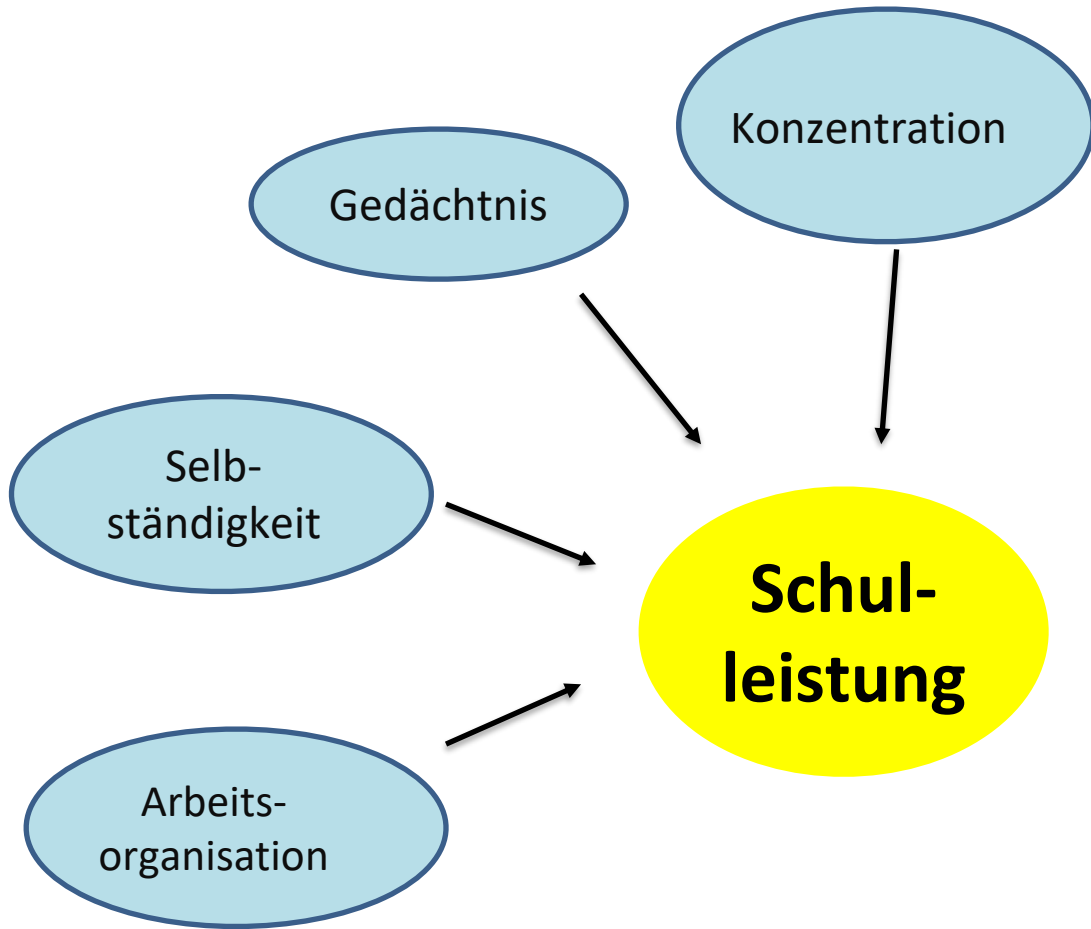 Konzentration
Gedächtnis
Selb-
ständigkeit
Schul-
leistung
Arbeits-
organisation